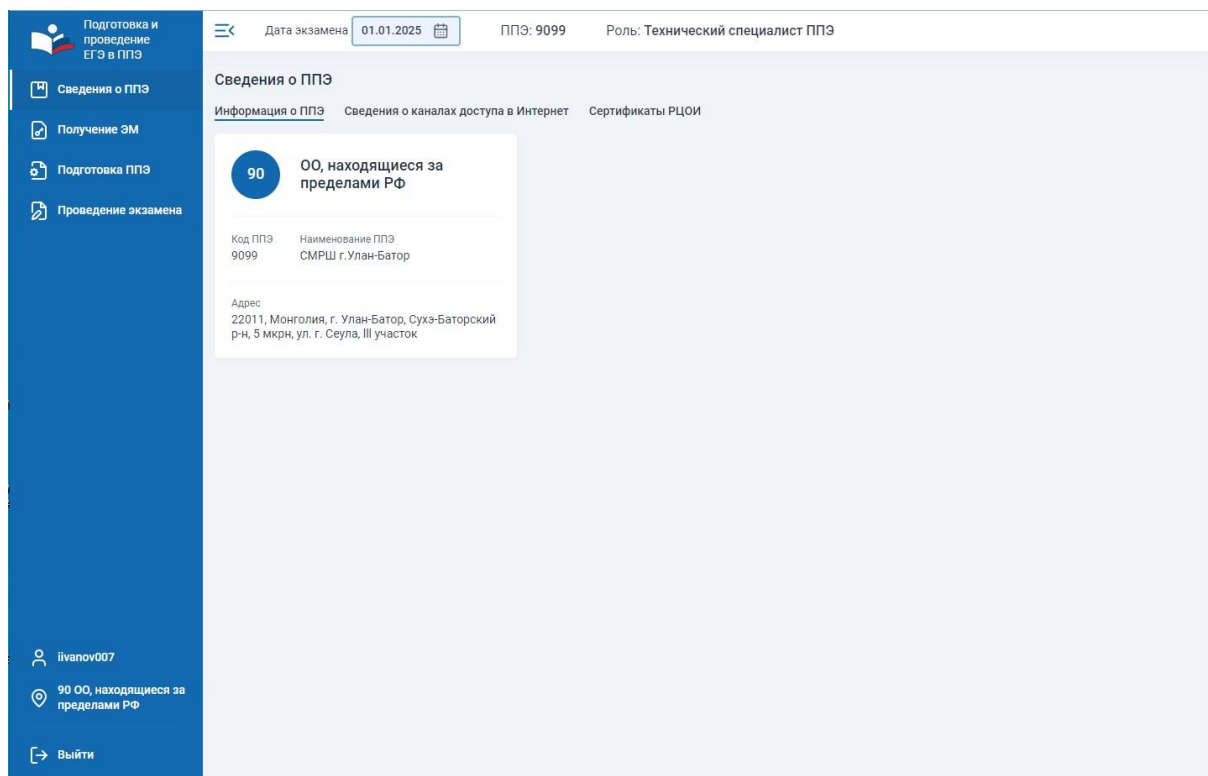 Подготовка и
проведение
ЕГЭ в ППЭ
Сведения о ППЭ
Получение ЭМ
Подготовка ППЭ
Проведение экзамена
iivanov007
90 ОО, находящиеся за
пределами РФ
Выйти
Дата экзамена 01.01.2025 ППЭ: 9099 Роль: Технический специалист ППЭ
Сведения о ППЭ
Информация о ППЭ Сведения о каналах доступа в Интернет Сертификаты РЦОИ
90
ОО, находящиеся за
пределами РФ
Код ППЭ Наименование ППЭ
9099 СМРШ г.Улан-Батор
Адрес
22011, Монголия, г. Улан-Батор, Сухэ-Баторский
р-н, 5 мкрн, ул. г. Сеула, III участок